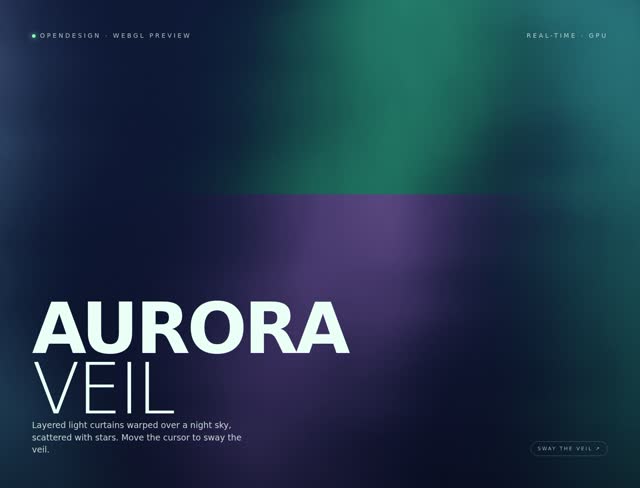 OPENDESIGN · WEBGL PREVIEW
REAL-TIME · GPU
AURORA
VEIL
Layered light curtains warped over a night sky,
scattered with stars. Move the cursor to sway the
veil.
SWAY THE VEIL ↗